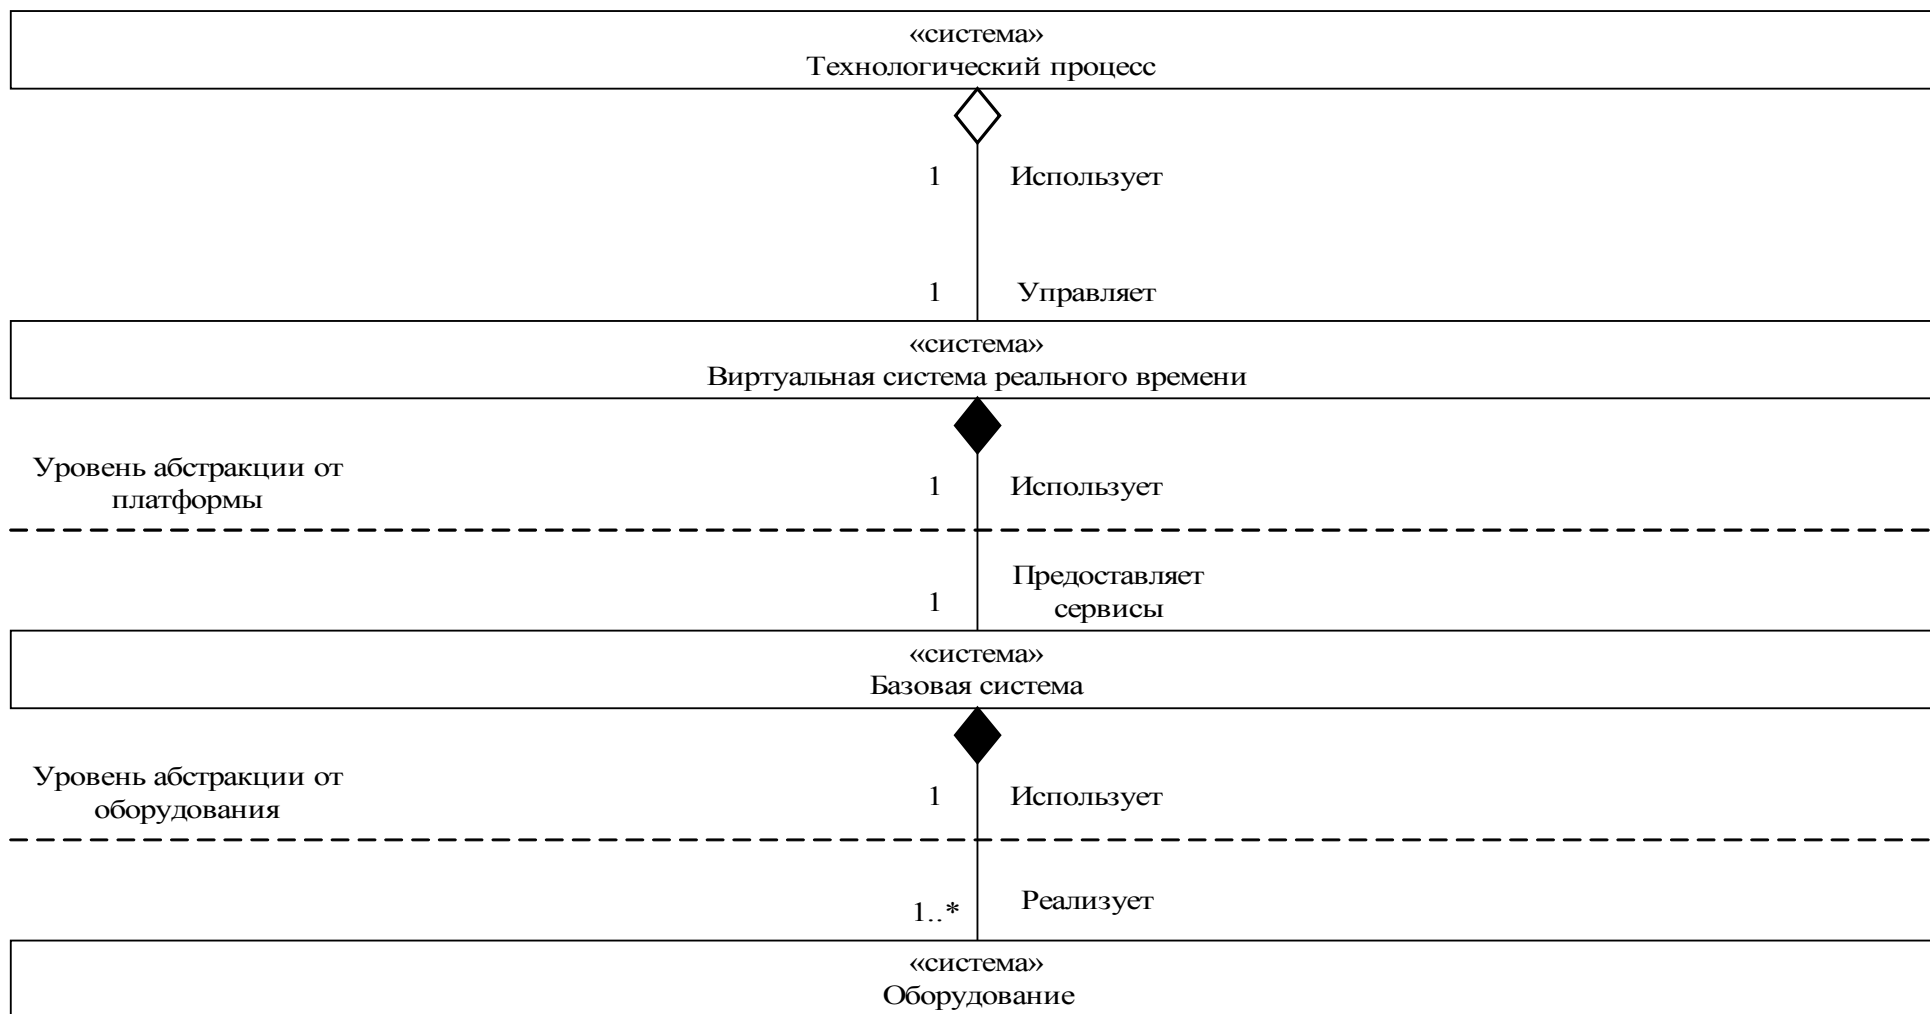 «система»
Технологический процесс
1
Использует
1
Управляет
«система»
Виртуальная система реального времени
Уровень абстракции от
платформы
1
Использует
Предоставляет
сервисы
1
«система»
Базовая система
Уровень абстракции от
оборудования
1
Использует
Реализует
1..*
«система»
Оборудование